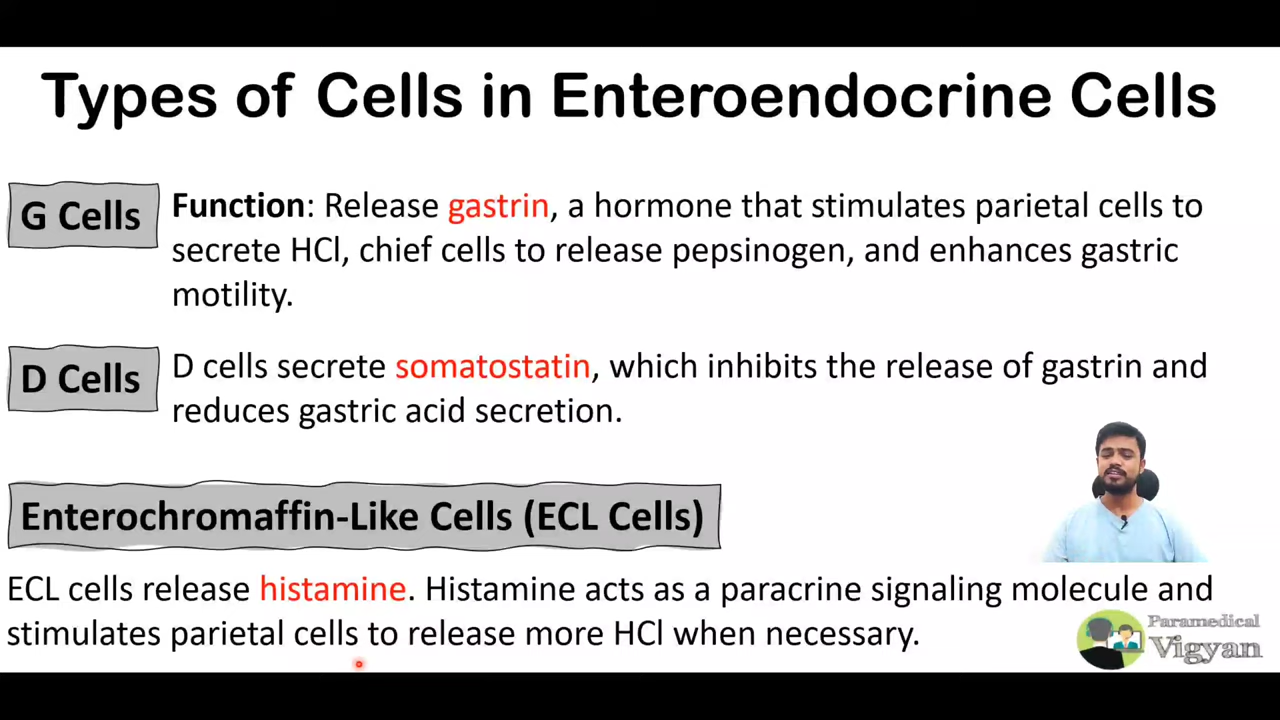 Types of Cells in Enteroendocrine Cells
G Cells
Function: Release gastrin, a hormone that stimulates parietal cells to
secrete HCl, chief cells to release pepsinogen, and enhances gastric
motility.
D Cells
D cells secrete somatostatin, which inhibits the release of gastrin and
reduces gastric acid secretion.
Enterochromaffin-Like Cells (ECL Cells)
ECL cells release histamine. Histamine acts as a paracrine signaling molecule and
stimulates parietal cells to release more HCl when necessary.
Paramedical
Vigyan